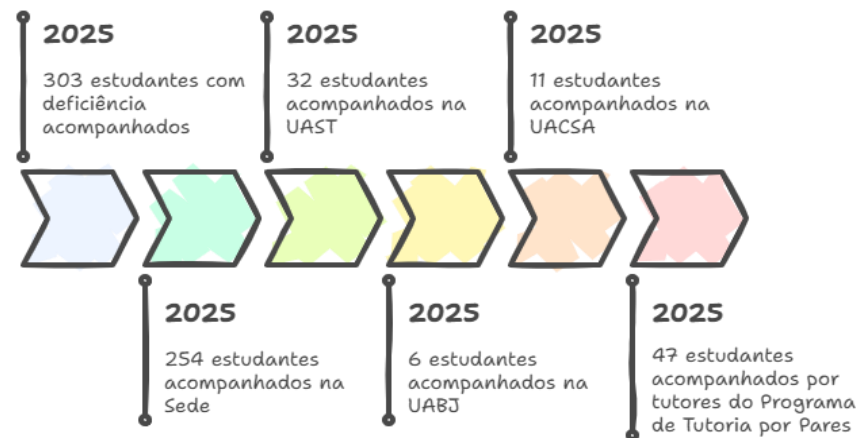 2025
303 estudantes com
deficiência
acompanhados
2025
254 estudantes
acompanhados na
Sede
2025
32 estudantes
acompanhados na
UAST
2025
6 estudantes
acompanhados na
UABJ
2025
11 estudantes
acompanhados na
UACSA
2025
47 estudantes
acompanhados por
tutores do Programa
de Tutoria por Pares